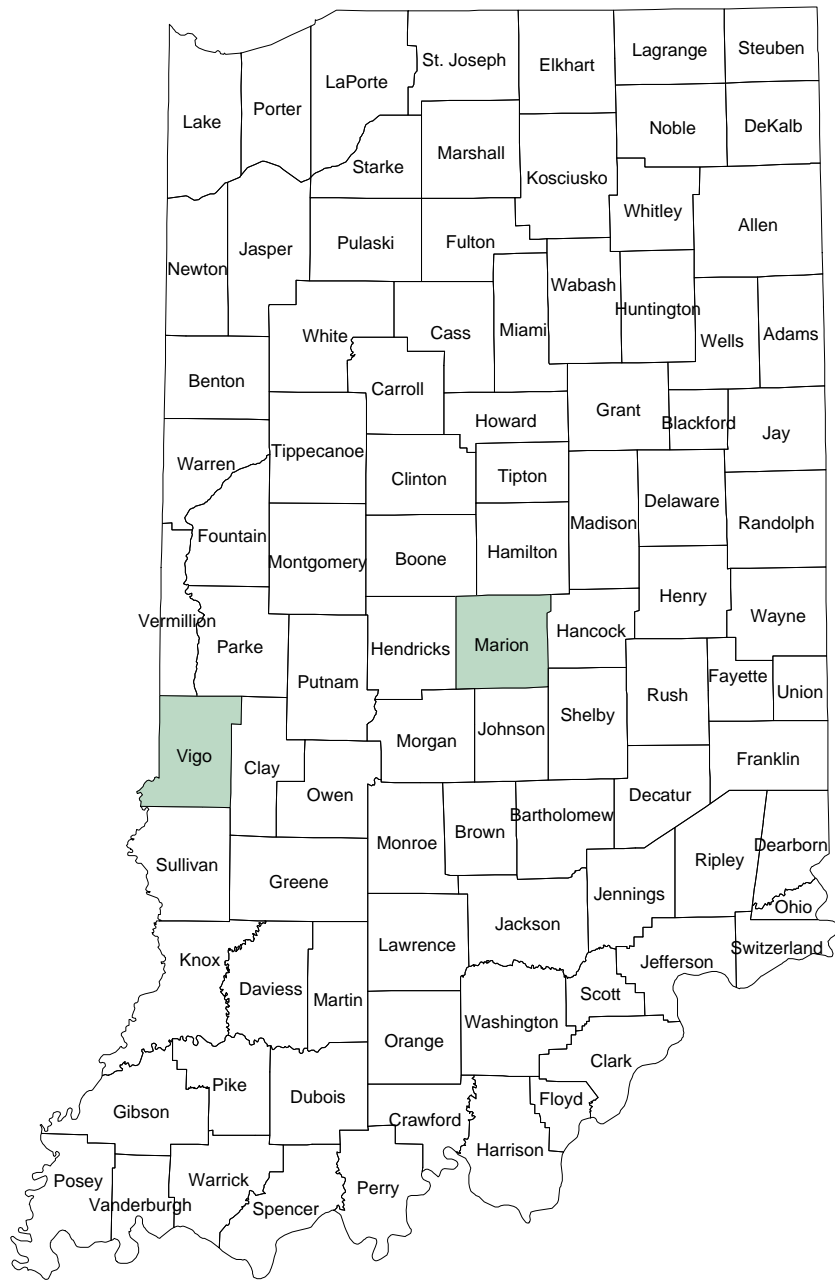 St. Joseph
Elkhart
Lagrange
Steuben
LaPorte
Porter
Lake
Noble
DeKalb
Marshall
Starke
Kosciusko
Whitley
Allen
Pulaski
Fulton
Jasper
Newton
Wabash
Huntington
White
Cass
Miami
Wells
Adams
Benton
Carroll
Grant
Howard
Blackford
Jay
Tippecanoe
Warren
Clinton
Tipton
Delaware
Madison
Randolph
Fountain
Montgomery
Boone
Hamilton
Henry
Wayne
Vermillion
Parke
Hendricks
Marion
Hancock
Putnam
Fayette
Union
Rush
Shelby
Johnson
Morgan
Vigo
Clay
Franklin
Owen
Decatur
Bartholomew
Brown
Monroe
Dearborn
Ripley
Sullivan
Greene
Jennings
Ohio
Jackson
Lawrence
Switzerland
Jefferson
Knox
Daviess
Martin
Scott
Washington
Orange
Clark
Pike
Dubois
Floyd
Gibson
Crawford
Harrison
Posey
Warrick
Perry
Vanderburgh
Spencer